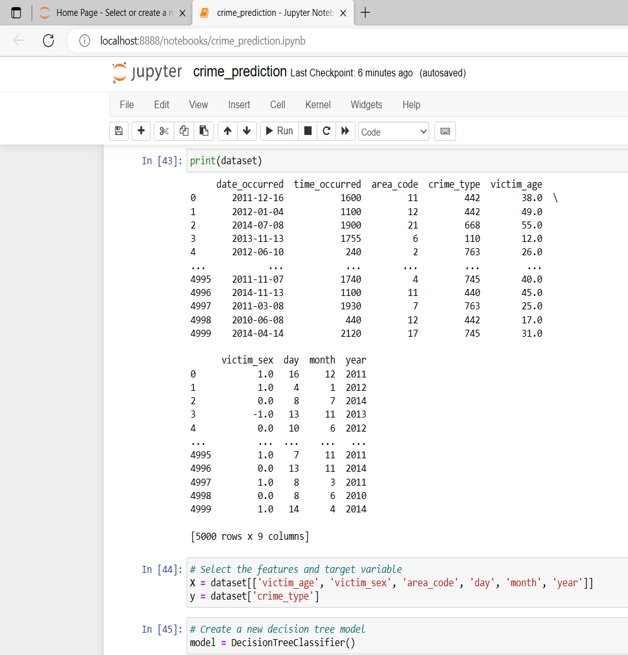 Home Page - Select or create a n
crime_prediction - Jupyter Noteb
localhost:8888/notebooks/crime_prediction.ipynb
jupyter crime_prediction Last Checkpoint: 6 minutes ago (autosaved)
File Edit View Insert Cell Kernel Widgets Help
Run Code
In [43]: print(dataset)
date_occurred time_occurred area_code crime_type victim_age
0 2011-12-16 1600 11 442 38.0 \
1 2012-01-04 1100 12 442 49.0
2 2014-07-08 1900 21 668 55.0
3 2013-11-13 1755 6 110 12.0
4 2012-06-10 240 2 763 26.0
... ... ... ... ... ...
4995 2011-11-07 1740 4 745 40.0
4996 2014-11-13 1100 11 440 45.0
4997 2011-03-08 1930 7 763 25.0
4998 2010-06-08 440 12 442 17.0
4999 2014-04-14 2120 17 745 31.0
victim_sex day month year
0 1.0 16 12 2011
1 1.0 4 1 2012
2 0.0 8 7 2014
3 -1.0 13 11 2013
4 0.0 10 6 2012
... ... ... ... ...
4995 1.0 7 11 2011
4996 0.0 13 11 2014
4997 1.0 8 3 2011
4998 0.0 8 6 2010
4999 1.0 14 4 2014
[5000 rows x 9 columns]
In [44]: # Select the features and target variable
X = dataset[['victim_age', 'victim_sex', 'area_code', 'day', 'month', 'year']]
y = dataset['crime_type']
In [45]: # Create a new decision tree model
model = DecisionTreeClassifier()